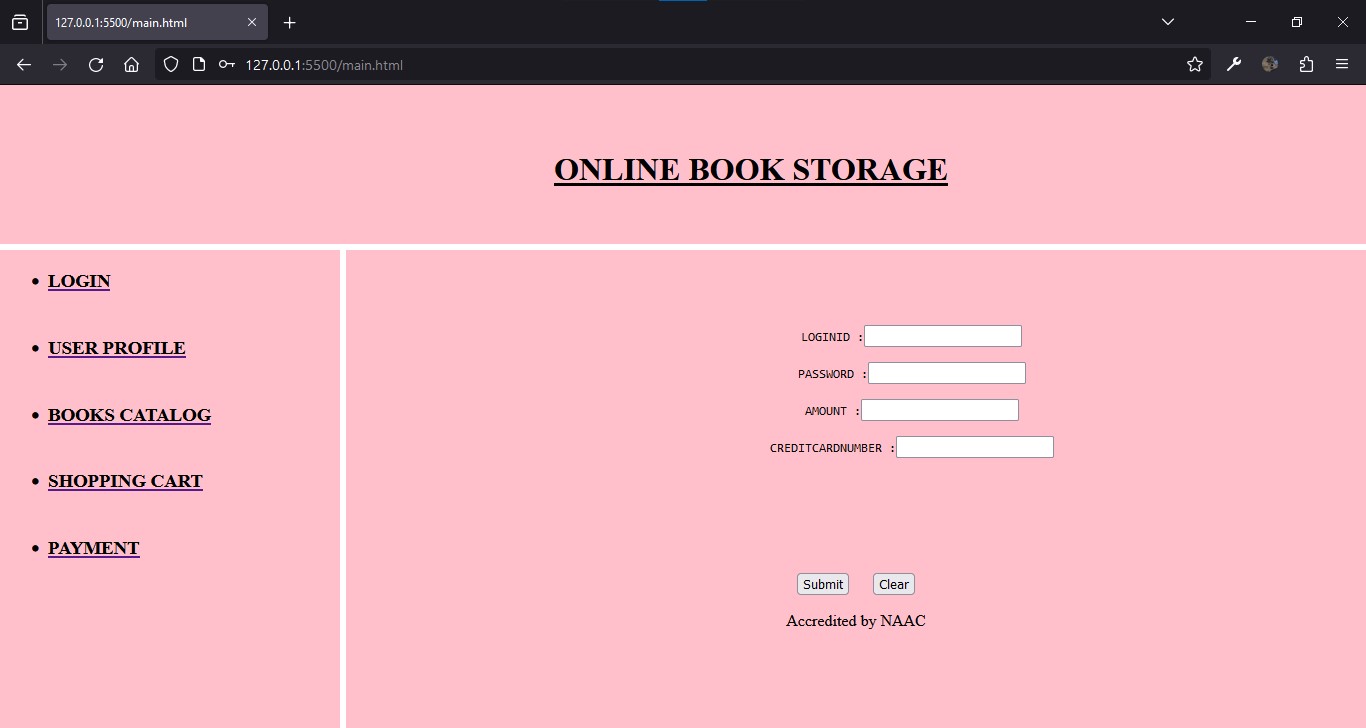 127.0.0.1:5500/main.html
127.0.0.1:5500/main.html
ONLINE BOOK STORAGE
LOGIN
USER PROFILE
BOOKS CATALOG
SHOPPING CART
PAYMENT
LOGINID :
PASSWORD :
AMOUNT :
CREDITCARDNUMBER :
Submit Clear
Accredited by NAAC